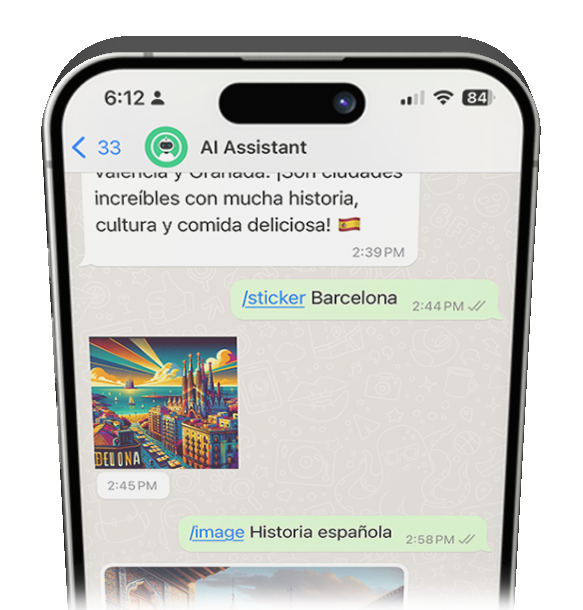 6:12
84
33
AI Assistant
Valencia y Granada. ¡Son ciudades
increíbles con mucha historia,
cultura y comida deliciosa! 🇪🇸
2:39 PM
/sticker Barcelona
2:44 PM
2:45 PM
/image Historia española
2:58 PM